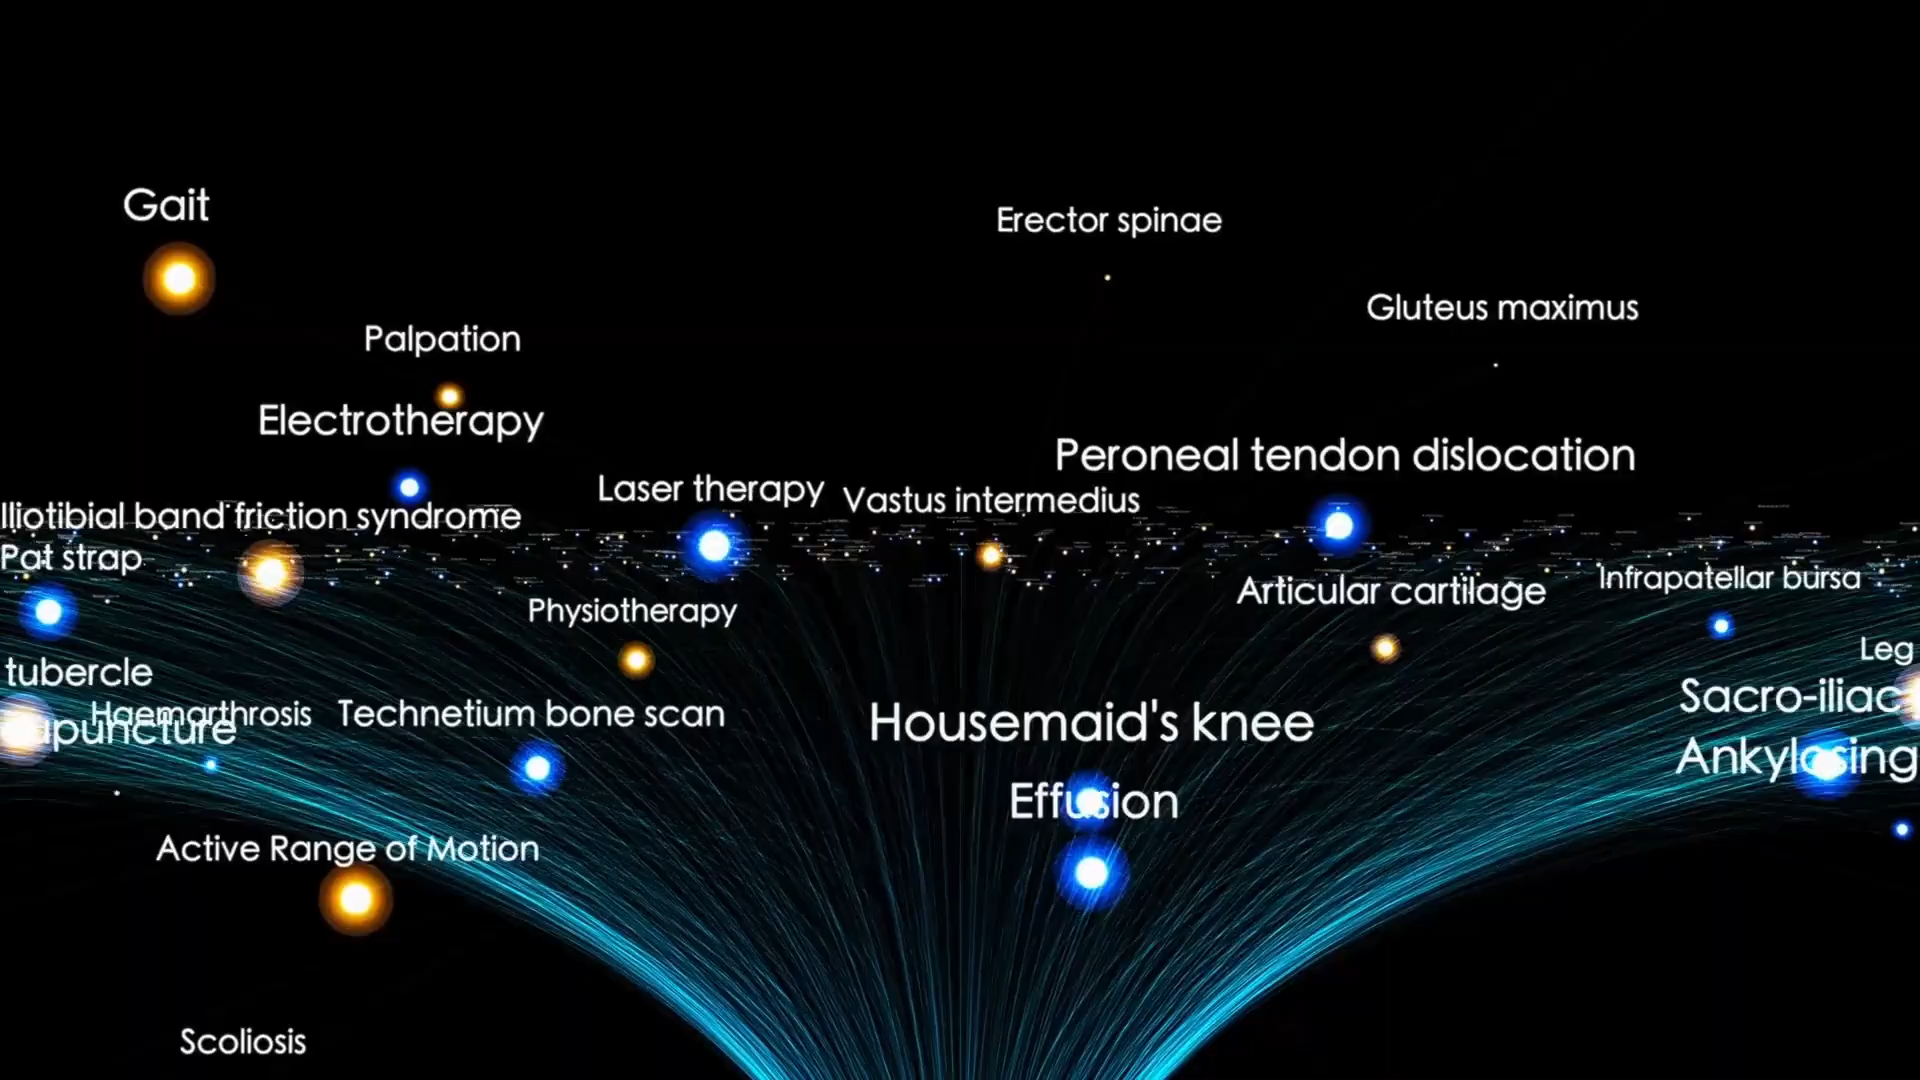 Gait
Erector spinae
Gluteus maximus
Palpation
Electrotherapy
Peroneal tendon dislocation
Laser therapy
Vastus intermedius
Iliotibial band friction syndrome
Pat strap
Infrapatellar bursa
Articular cartilage
Physiotherapy
Leg
tubercle
Sacro-iliac
Haemarthrosis
Technetium bone scan
Housemaid's knee
upuncture
Ankylosing
Effusion
Active Range of Motion
Scoliosis